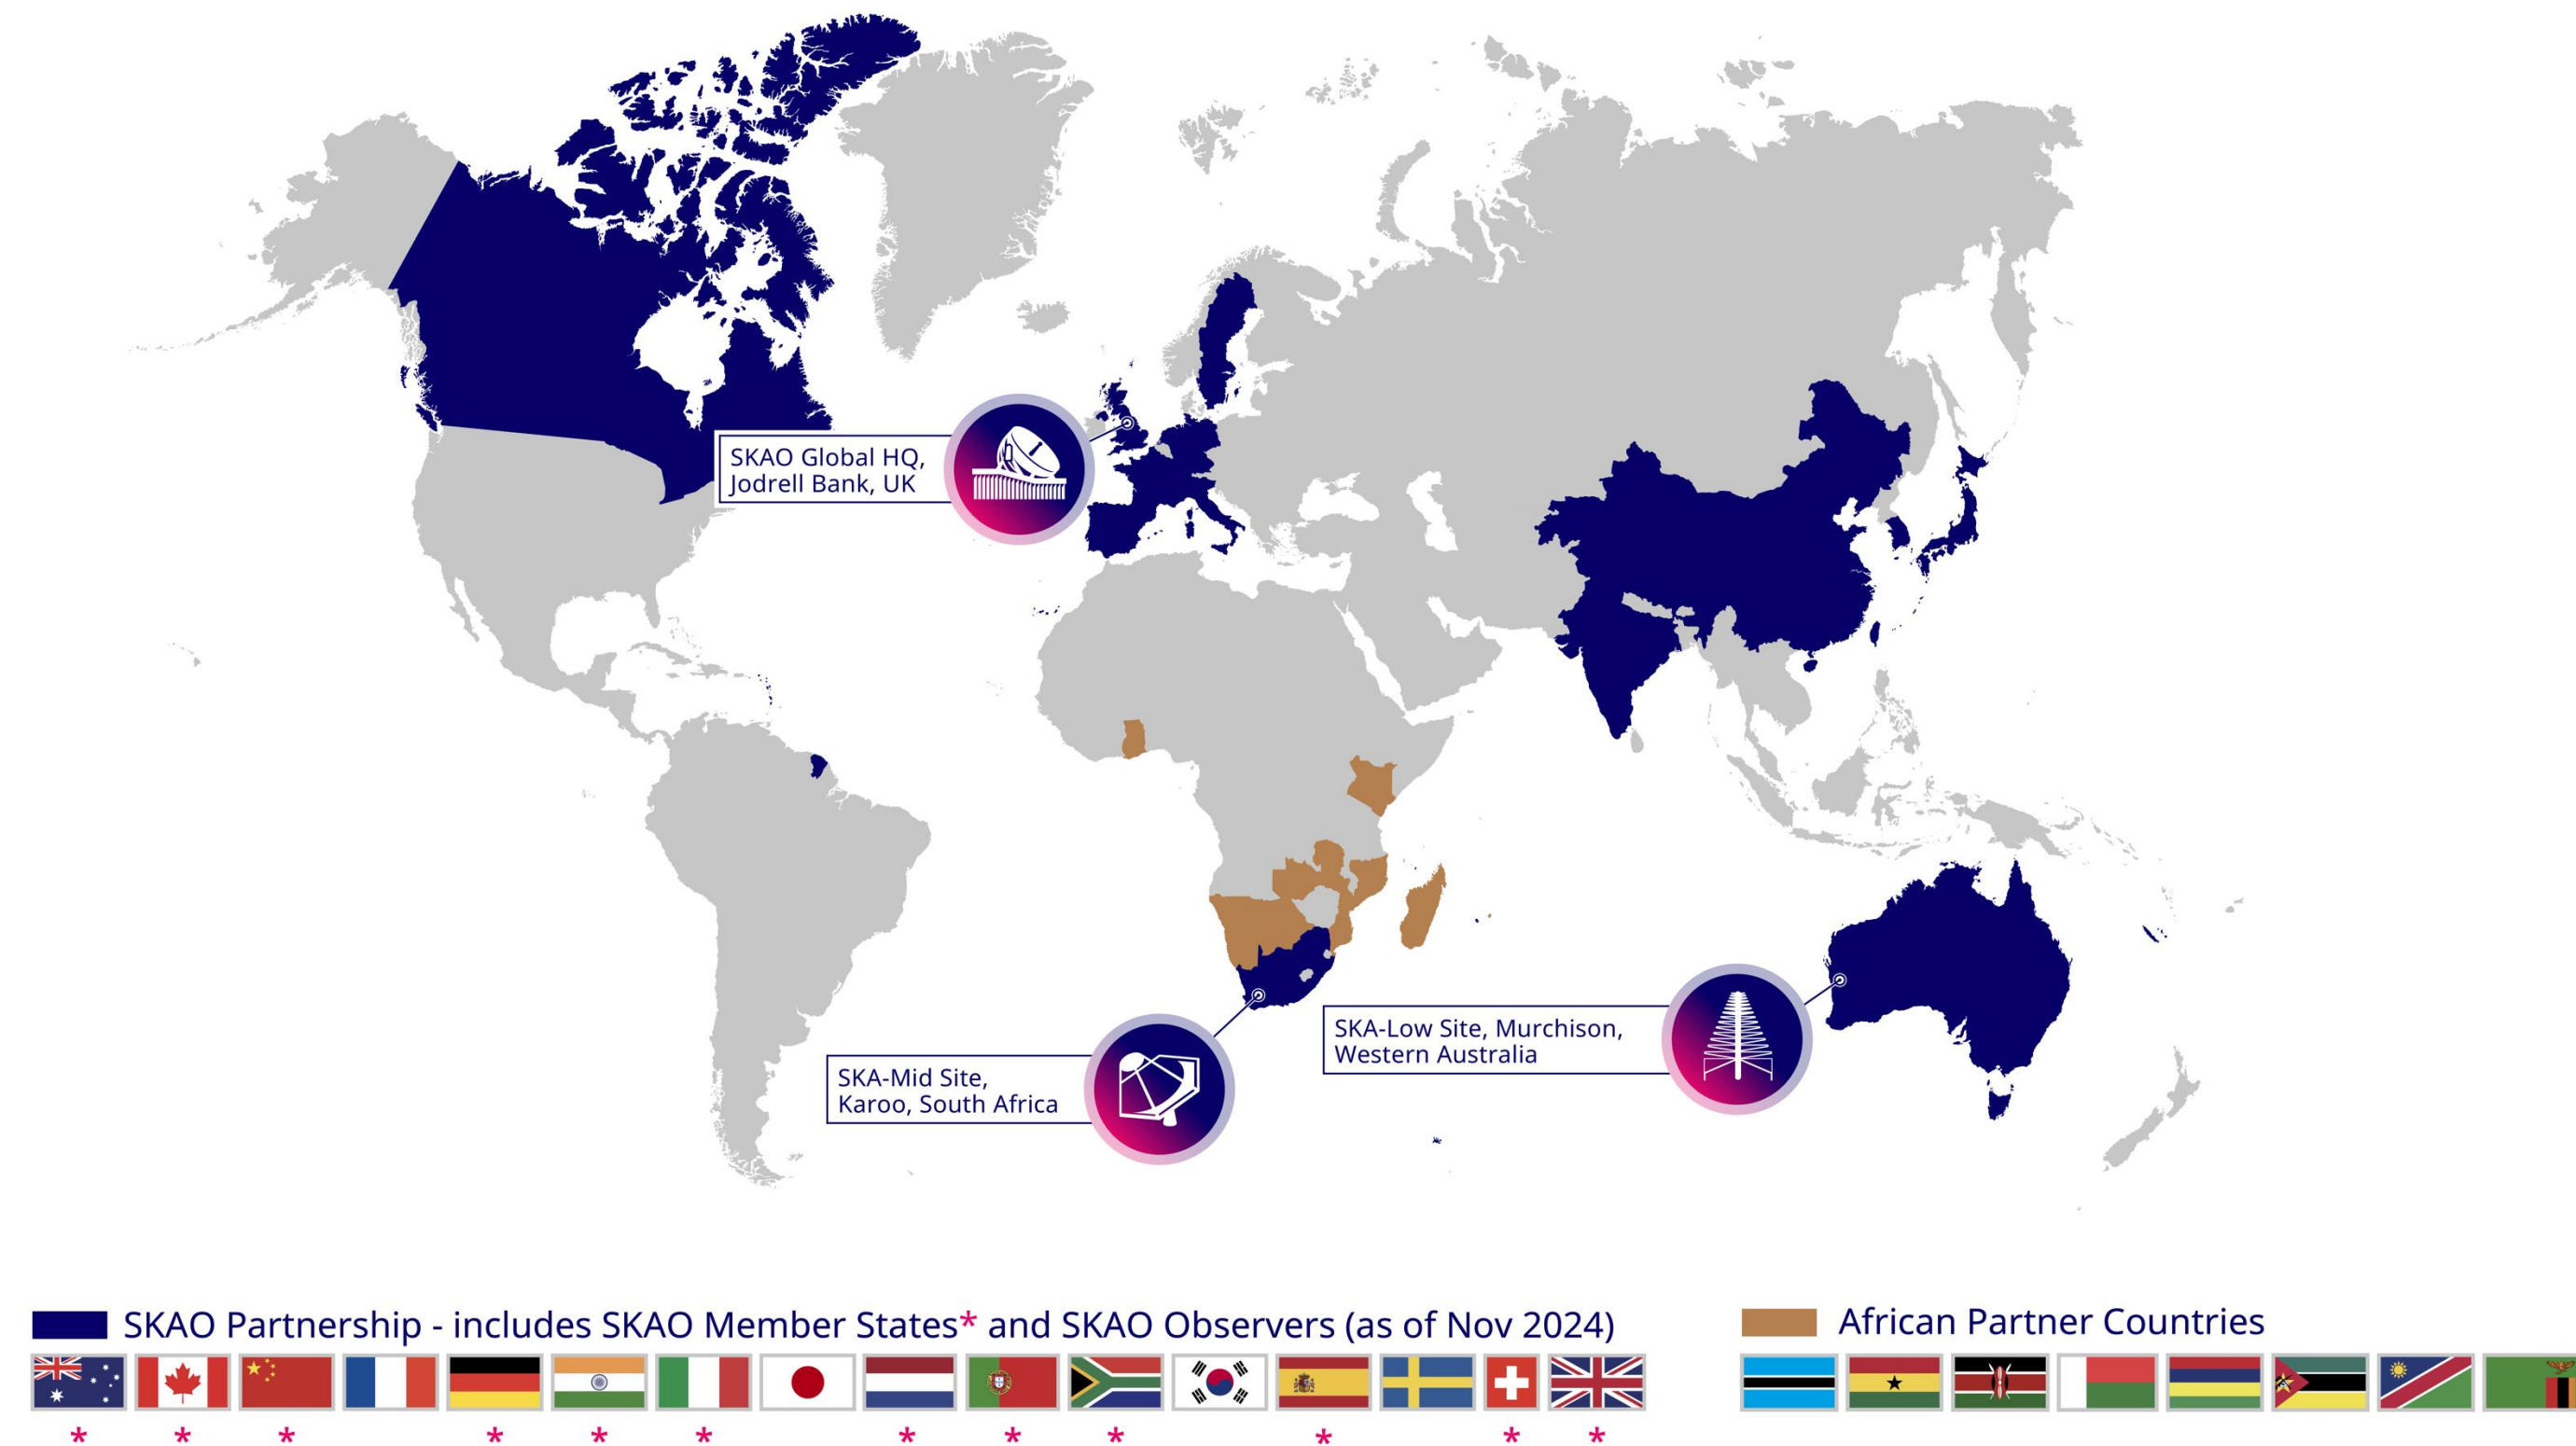 SKAO Global HQ,
Jodrell Bank, UK
SKA-Low Site, Murchison,
Western Australia
SKA-Mid Site,
Karoo, South Africa
SKAO Partnership - includes SKAO Member States* and SKAO Observers (as of Nov 2024)
African Partner Countries
* * * * * * * * * * * *